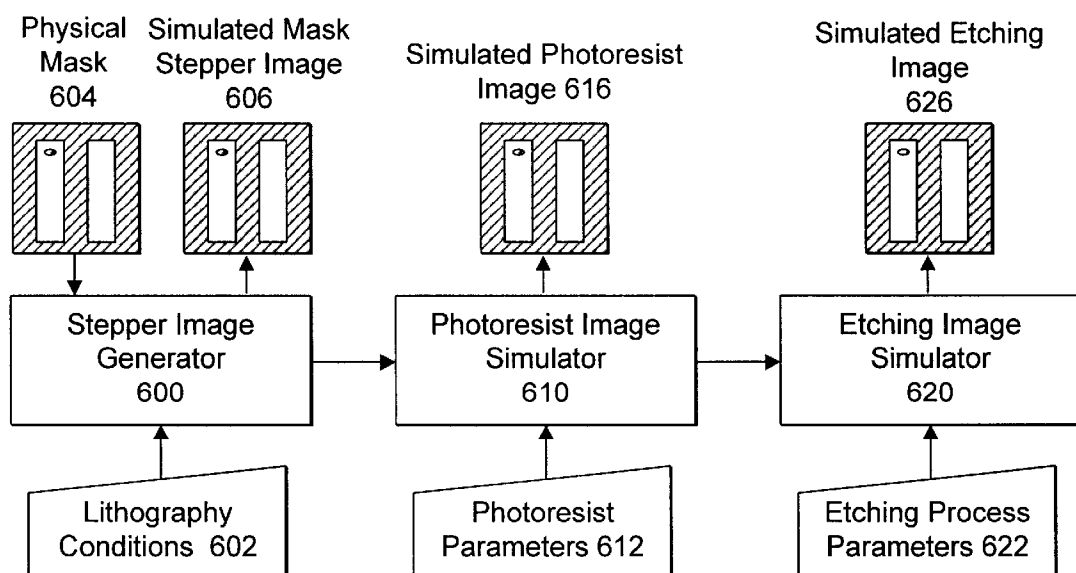 Physical
Mask
604
Simulated Mask
Stepper Image
606
Simulated Photoresist
Image 616
Simulated Etching
Image
626
Stepper Image
Generator
600
Photoresist Image
Simulator
610
Etching Image
Simulator
620
Lithography
Conditions 602
Photoresist
Parameters 612
Etching Process
Parameters 622